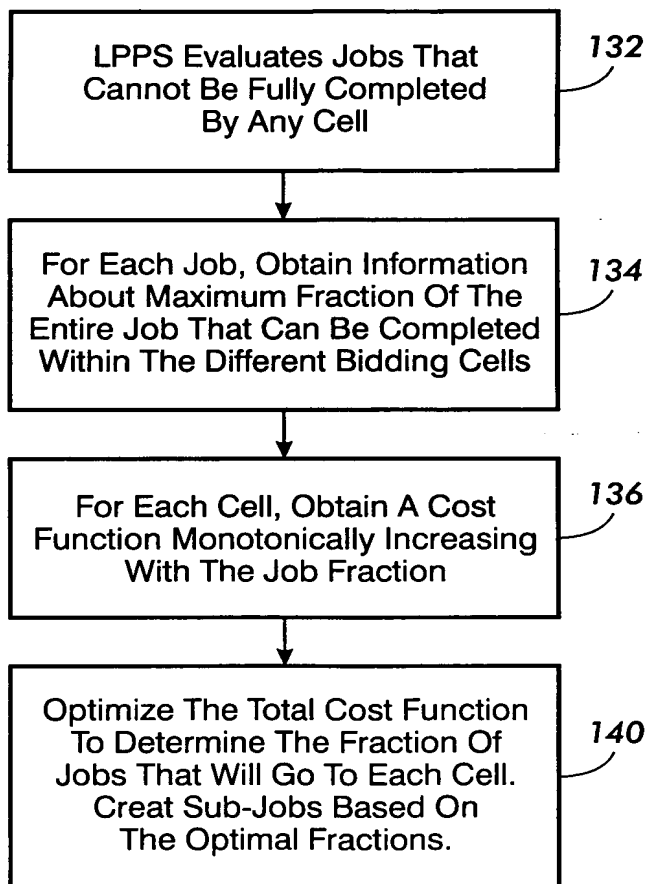 LPPS Evaluates Jobs That
Cannot Be Fully Completed
By Any Cell
132
For Each Job, Obtain Information
About Maximum Fraction Of The
Entire Job That Can Be Completed
Within The Different Bidding Cells
134
For Each Cell, Obtain A Cost
Function Monotonically Increasing
With The Job Fraction
136
Optimize The Total Cost Function
To Determine The Fraction Of
Jobs That Will Go To Each Cell.
Creat Sub-Jobs Based On
The Optimal Fractions.
140